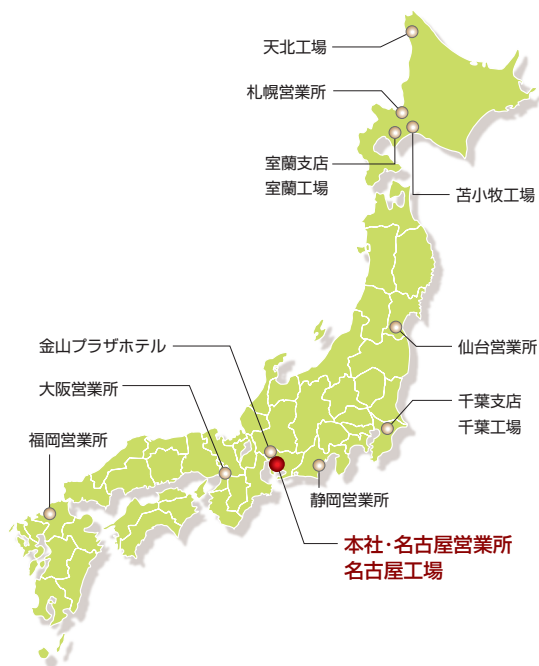 天北工場
札幌営業所
室蘭支店
室蘭工場
苫小牧工場
仙台営業所
金山プラザホテル
大阪営業所
千葉支店
千葉工場
福岡営業所
静岡営業所
本社・名古屋営業所
名古屋工場